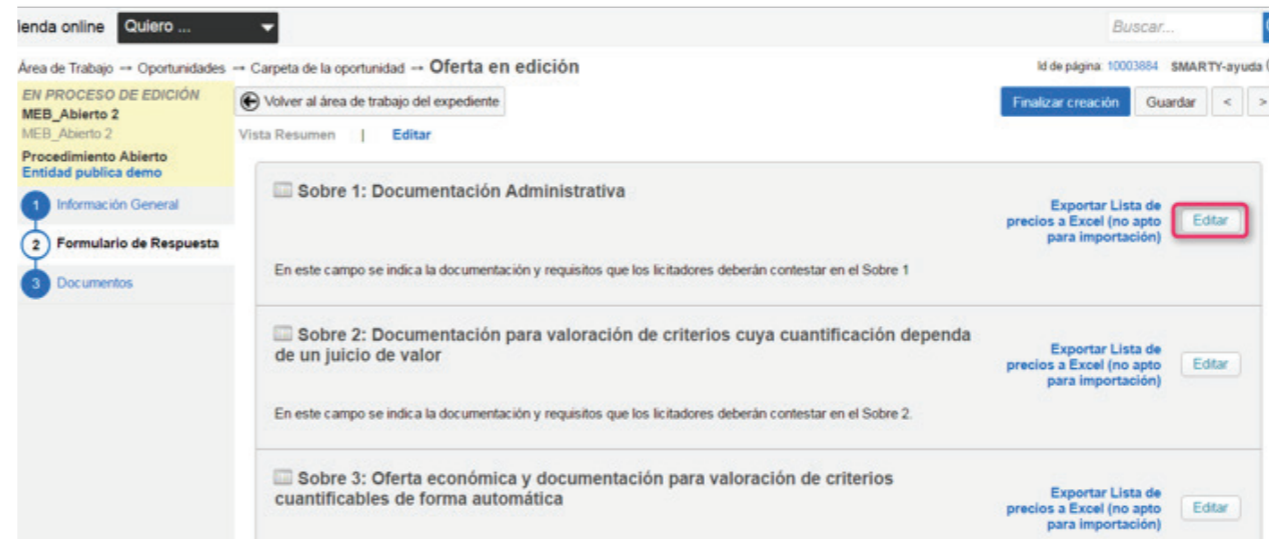 ienda online
Quiero ...
Buscar...
Área de Trabajo → Oportunidades → Carpeta de la oportunidad → Oferta en edición
Id de página: 10003884 SMARTY-ayuda
EN PROCESO DE EDICIÓN
MEB_Abierto 2
MEB_Abierto 2
Procedimiento Abierto
Entidad publica demo
1 Información General
2 Formulario de Respuesta
3 Documentos
Volver al área de trabajo del expediente
Finalizar creación
Guardar
<
>
Vista Resumen | Editar
Sobre 1: Documentación Administrativa
Exportar Lista de
precios a Excel (no apto
para importación)
Editar
En este campo se indica la documentación y requisitos que los licitadores deberán contestar en el Sobre 1
Sobre 2: Documentación para valoración de criterios cuya cuantificación dependa
de un juicio de valor
Exportar Lista de
precios a Excel (no apto
para importación)
Editar
En este campo se indica la documentación y requisitos que los licitadores deberán contestar en el Sobre 2.
Sobre 3: Oferta económica y documentación para valoración de criterios
cuantificables de forma automática
Exportar Lista de
precios a Excel (no apto
para importación)
Editar